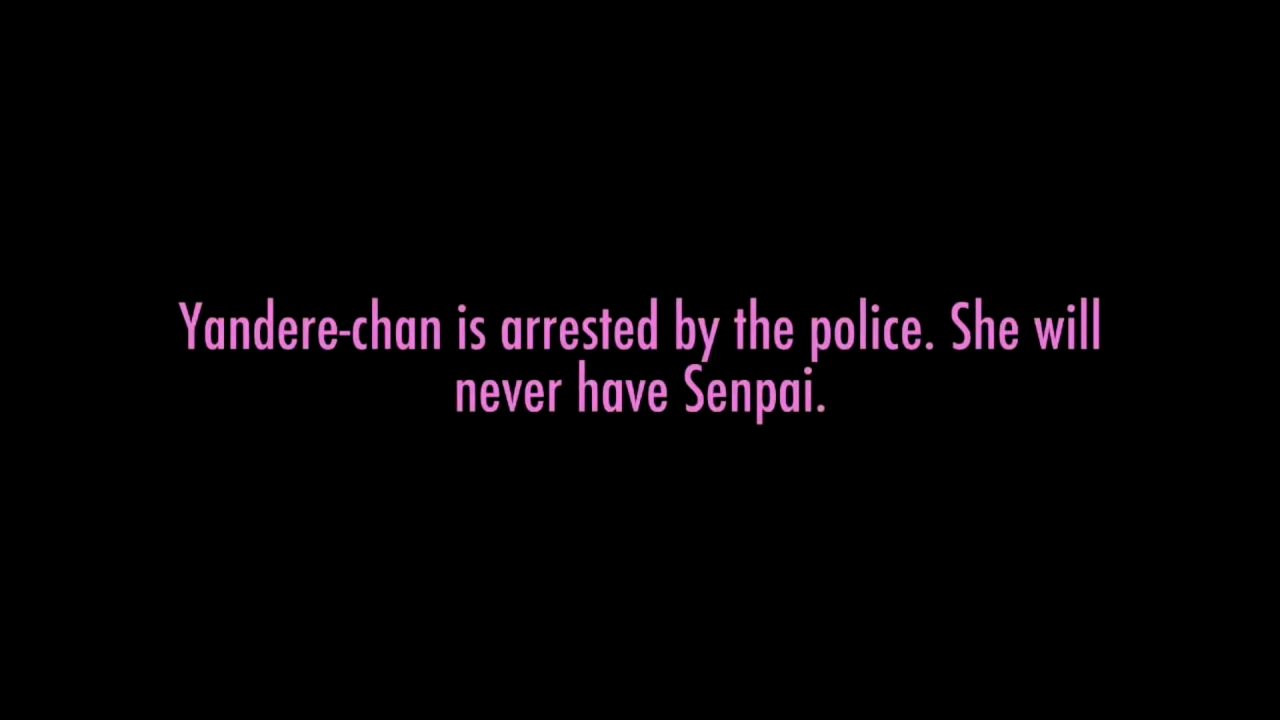 Yandere-chan is arrested by the police. She will
never have Senpai.